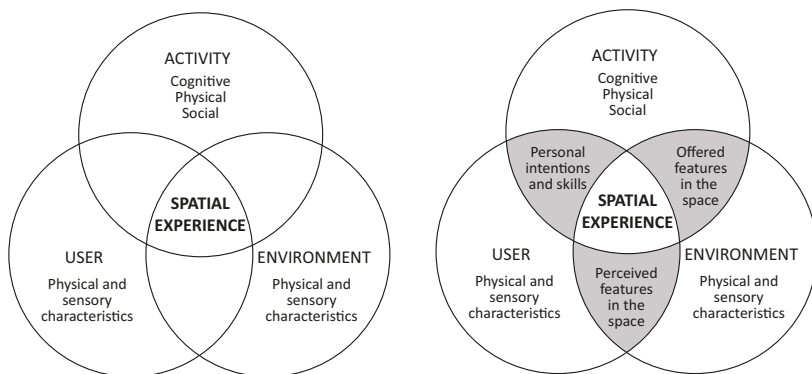 ACTIVITY
Cognitive
Physical
Social
SPATIAL
EXPERIENCE
USER
Physical and
sensory
characteristics
ENVIRONMENT
Physical and
sensory
characteristics
ACTIVITY
Cognitive
Physical
Social
Personal
intentions
and skills
Offered
features
in the
space
SPATIAL
EXPERIENCE
USER
Physical and
sensory
characteristics
Perceived
features
in the
space
ENVIRONMENT
Physical and
sensory
characteristics